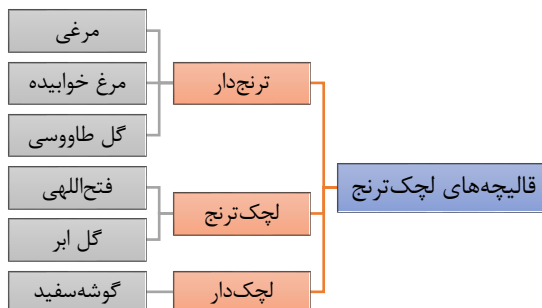 قالیچه‌های لچک‌ترنج
ترنج‌دار
مرغی
مرغ خوابیده
گل طاووسی
لچک‌ترنج
فتح‌اللهی
گل ابر
لچک‌دار
گوشه‌سفید